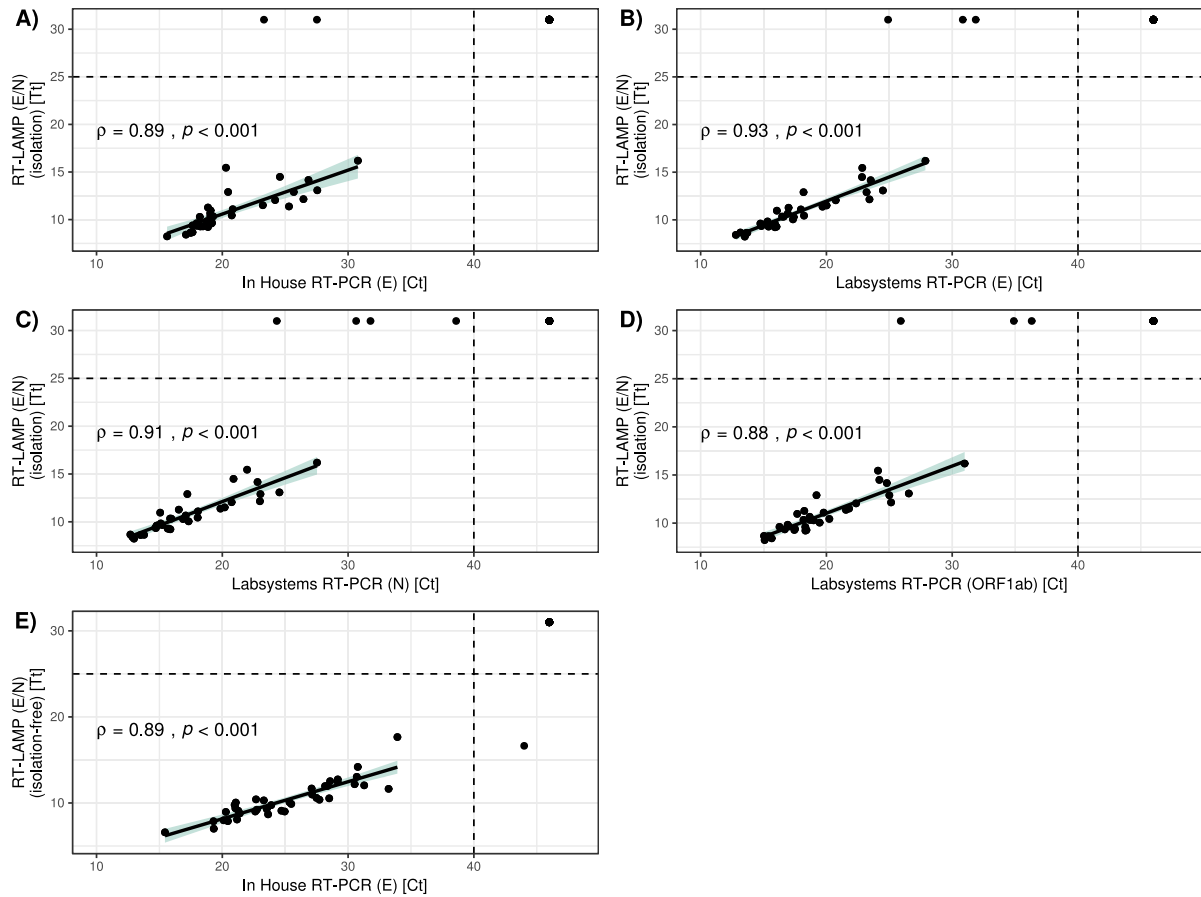 A)
RT-LAMP (E/N)
(isolation) [Tt]
30
25
20
15
10
ρ = 0.89 , p < 0.001
10 20 30 40
In House RT-PCR (E) [Ct]
B)
RT-LAMP (E/N)
(isolation) [Tt]
30
25
20
15
10
ρ = 0.93 , p < 0.001
10 20 30 40
Labsystems RT-PCR (E) [Ct]
C)
RT-LAMP (E/N)
(isolation) [Tt]
30
25
20
15
10
ρ = 0.91 , p < 0.001
10 20 30 40
Labsystems RT-PCR (N) [Ct]
D)
RT-LAMP (E/N)
(isolation) [Tt]
30
25
20
15
10
ρ = 0.88 , p < 0.001
10 20 30 40
Labsystems RT-PCR (ORF1ab) [Ct]
E)
RT-LAMP (E/N)
(isolation-free) [Tt]
30
20
10
ρ = 0.89 , p < 0.001
10 20 30 40
In House RT-PCR (E) [Ct]